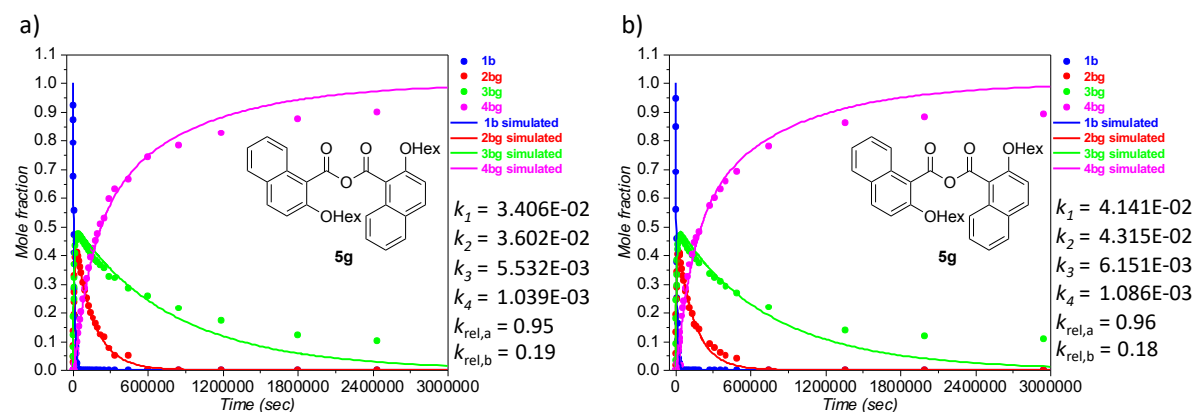 a)
1.1
1.0
0.9
0.8
0.7
0.6
0.5
0.4
0.3
0.2
0.1
0.0
Mole fraction
0
600000
1200000
1800000
2400000
3000000
Time (sec)
1b
2bg
3bg
4bg
1b simulated
2bg simulated
3bg simulated
4bg simulated
O O OHex
O
OHex
5g
k1 = 3.406E-02
k2 = 3.602E-02
k3 = 5.532E-03
k4 = 1.039E-03
krel,a = 0.95
krel,b = 0.19
b)
1.1
1.0
0.9
0.8
0.7
0.6
0.5
0.4
0.3
0.2
0.1
0.0
Mole fraction
0
600000
1200000
1800000
2400000
3000000
Time (sec)
1b
2bg
3bg
4bg
1b simulated
2bg simulated
3bg simulated
4bg simulated
O O OHex
O
OHex
5g
k1 = 4.141E-02
k2 = 4.315E-02
k3 = 6.151E-03
k4 = 1.086E-03
krel,a = 0.96
krel,b = 0.18